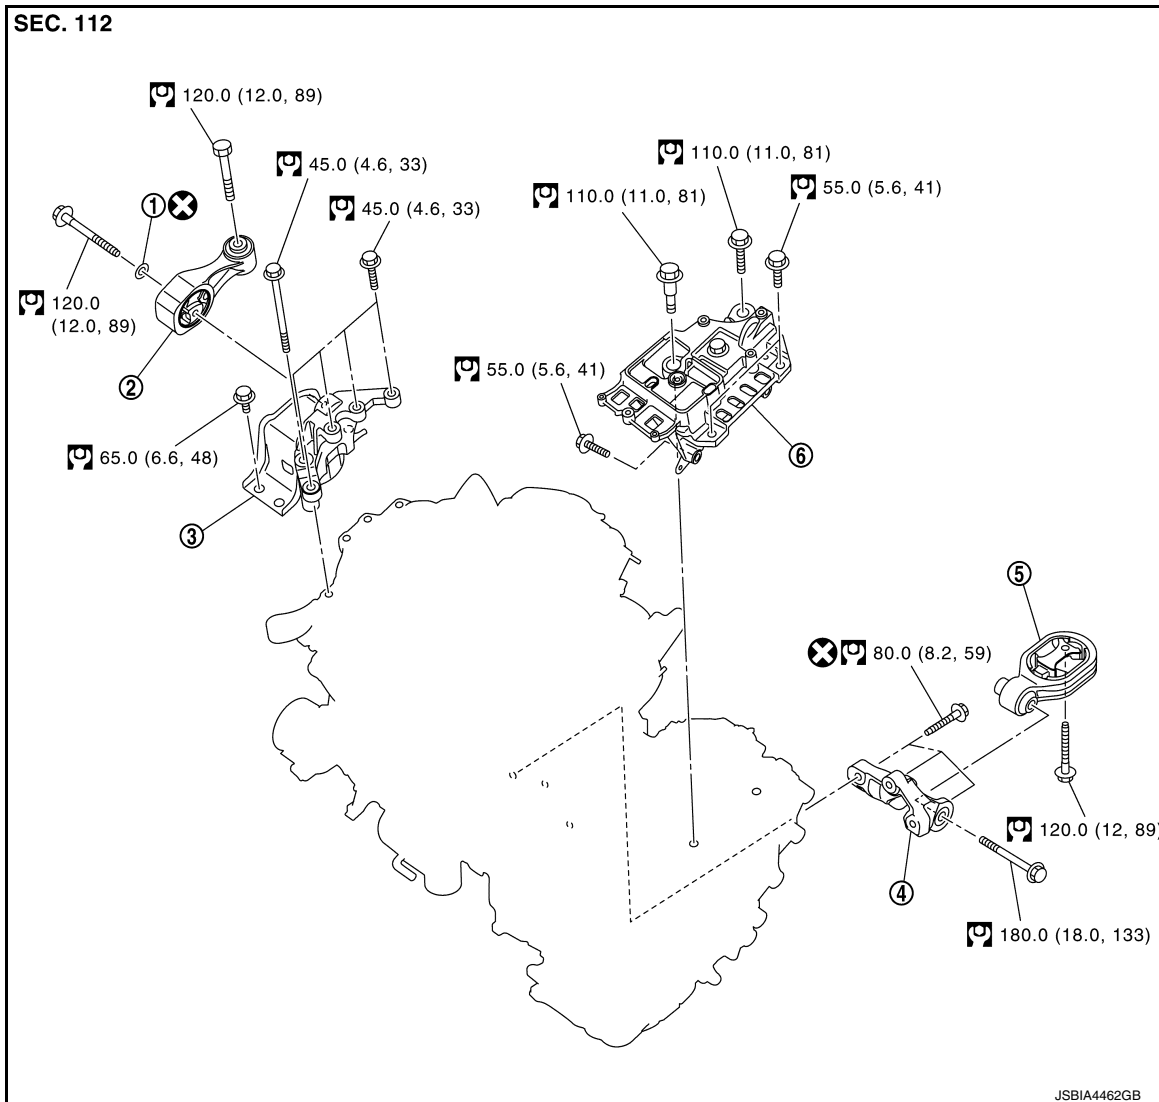 SEC. 112
120.0 (12.0, 89)
45.0 (4.6, 33)
45.0 (4.6, 33)
1
120.0
(12.0, 89)
2
65.0 (6.6, 48)
3
110.0 (11.0, 81)
110.0 (11.0, 81)
55.0 (5.6, 41)
55.0 (5.6, 41)
6
5
80.0 (8.2, 59)
120.0 (12, 89)
4
180.0 (18.0, 133)
JSBIA4462GB